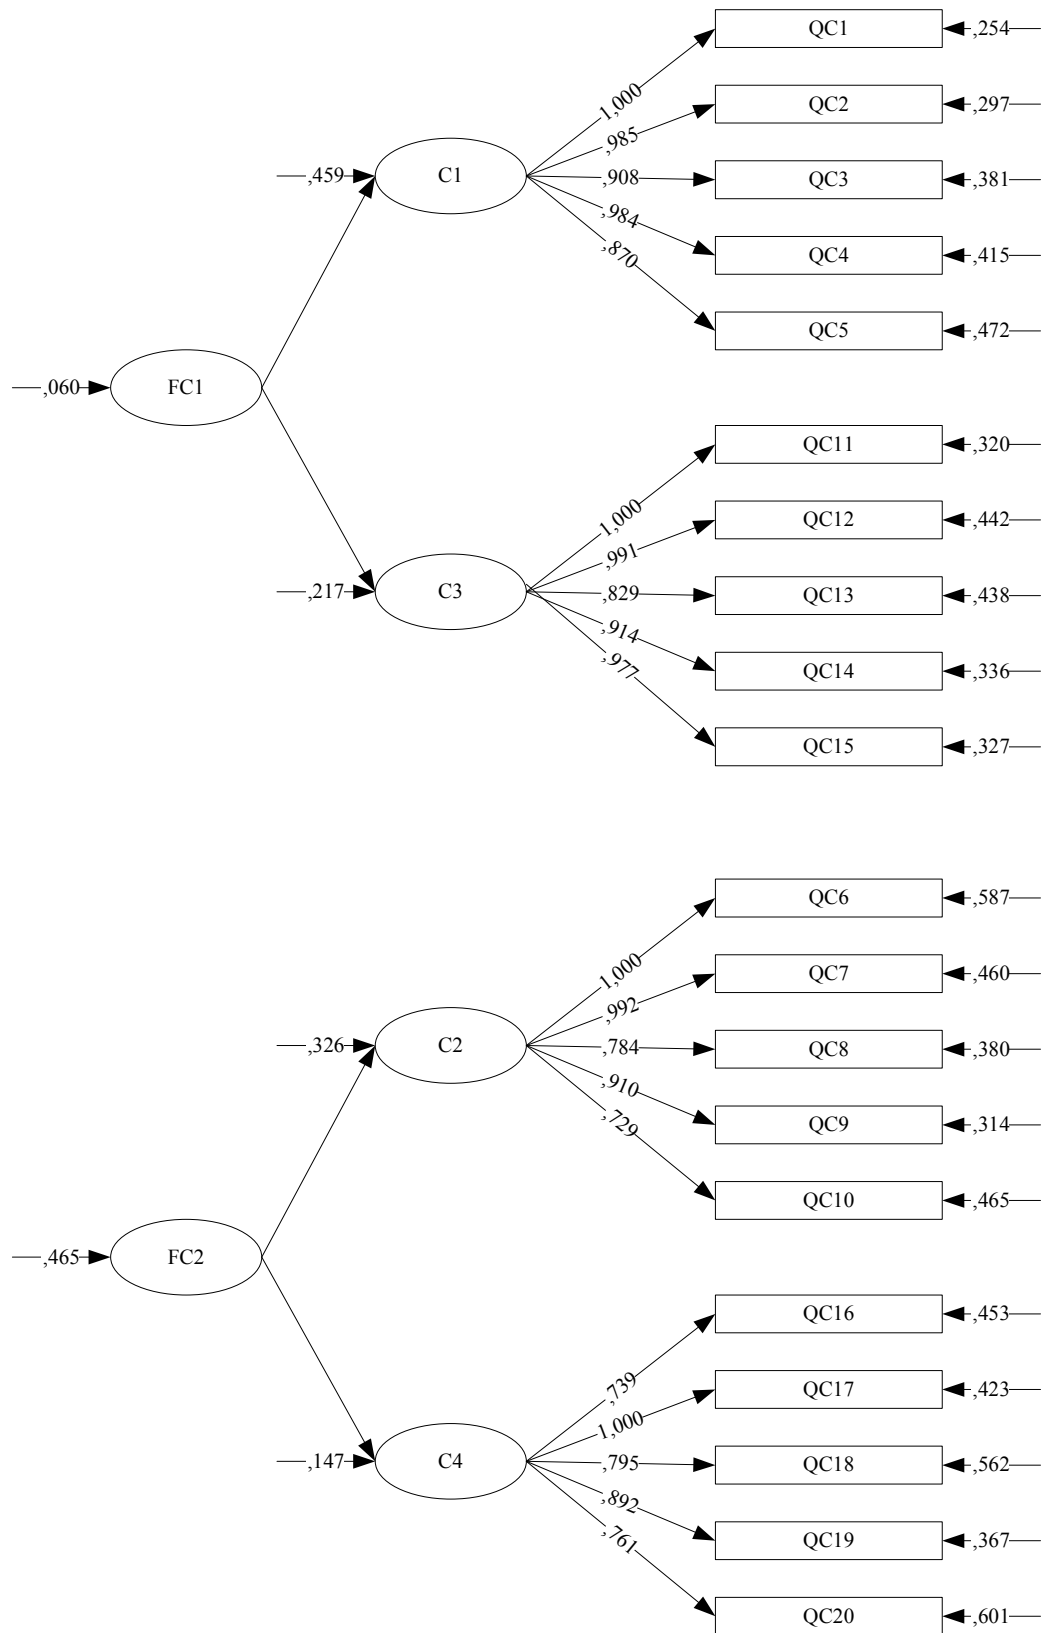 QC1
,254
1,000
QC2
,297
,985
,459
C1
,908
QC3
,381
,984
QC4
,415
,870
QC5
,472
,060
FC1
QC11
,320
1,000
QC12
,442
,991
,217
C3
,829
QC13
,438
,914
QC14
,336
,977
QC15
,327
QC6
,587
1,000
QC7
,460
,992
,326
C2
,784
QC8
,380
,910
QC9
,314
,729
QC10
,465
,465
FC2
QC16
,453
,739
QC17
,423
1,000
,147
C4
,795
QC18
,562
,892
QC19
,367
,761
QC20
,601